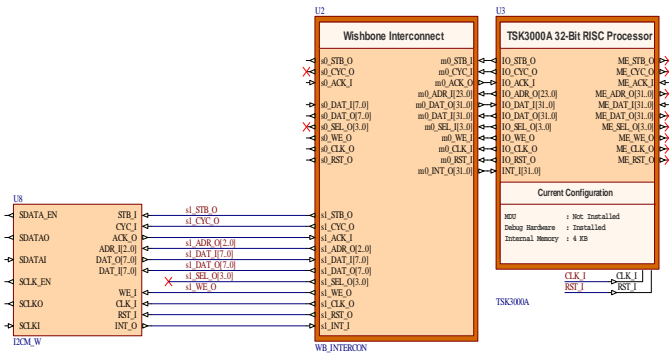 U2
Wishbone Interconnect
s0_STB_O m0_STB_I
s0_CYC_O m0_CYC_I
s0_ACK_I m0_ACK_O
m0_ADR_I[23..0]
s0_DAT_I[7..0] m0_DAT_O[31..0]
s0_DAT_O[7..0] m0_DAT_I[31..0]
s0_SEL_O[3..0] m0_SEL_I[3..0]
s0_WE_O m0_WE_I
s0_CLK_O m0_CLK_I
s0_RST_O m0_RST_I
m0_INT_O[31..0]
s1_STB_O
s1_CYC_O
s1_ACK_I
s1_ADR_O[2..0]
s1_DAT_I[7..0]
s1_DAT_O[7..0]
s1_SEL_O[3..0]
s1_WE_O
s1_CLK_O
s1_RST_O
s1_INT_I
WB_INTERCON
U3
TSK3000A 32-Bit RISC Processor
IO_STB_O ME_STB_O
IO_CYC_O ME_CYC_O
IO_ACK_I ME_ACK_I
IO_ADR_O[23..0] ME_ADR_O[31..0]
IO_DAT_I[31..0] ME_DAT_I[31..0]
IO_DAT_O[31..0] ME_DAT_O[31..0]
IO_SEL_O[3..0] ME_SEL_O[3..0]
IO_WE_O ME_WE_O
IO_CLK_O ME_CLK_O
IO_RST_O ME_RST_O
INT_I[31..0]
Current Configuration
MDU : Not Installed
Debug Hardware : Installed
Internal Memory : 4 KB
CLK_I CLK_I
RST_I RST_I
TSK3000A
U8
SDATA_EN STB_I
CYC_I
SDATAO ACK_O
ADR_I[2..0]
SDATAI DAT_O[7..0]
DAT_I[7..0]
SCLK_EN
WE_I
SCLKO CLK_I
RST_I
SCLKI INT_O
I2CM_W
s1_STB_O
s1_CYC_O
s1_ADR_O[2..0]
s1_DAT_I[7..0]
s1_DAT_O[7..0]
s1_SEL_O[3..0]
s1_WE_O